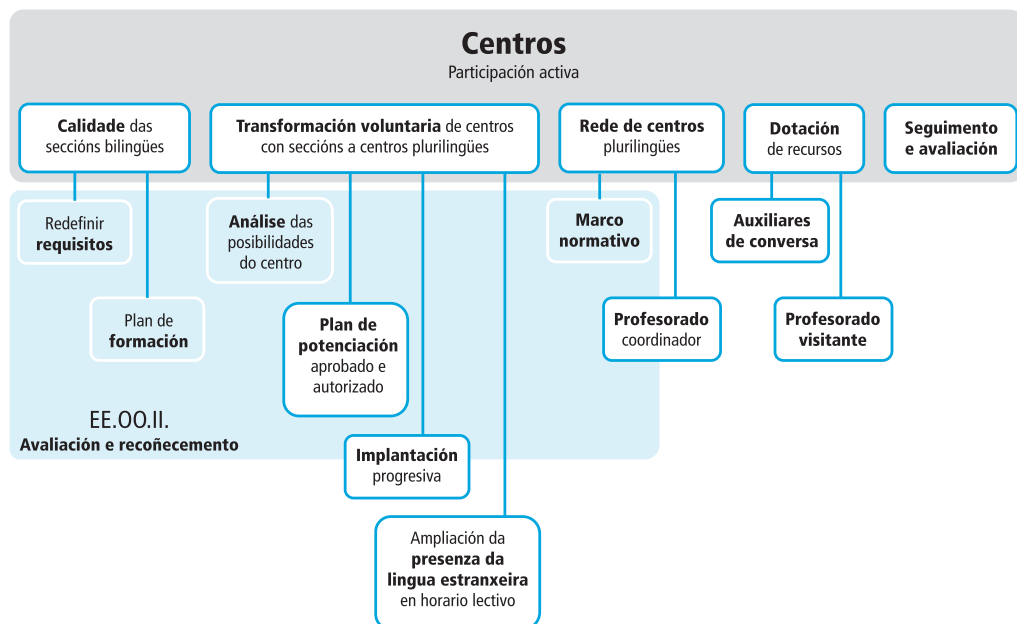 Centros
Participación activa
Calidade das
seccións bilingües
Transformación voluntaria de centros
con seccións a centros plurilingües
Rede de centros
plurilingües
Dotación
de recursos
Seguimento
e avaliación
Redefinir
requisitos
Análise das
posibilidades
do centro
Marco
normativo
Auxiliares
de conversa
Plan de
formación
Plan de
potenciación
aprobado e
autorizado
Profesorado
coordinador
Profesorado
visitante
EE.OO.II.
Avaliación e recoñecemento
Implantación
progresiva
Ampliación da
presenza da
lingua estranxeira
en horario lectivo